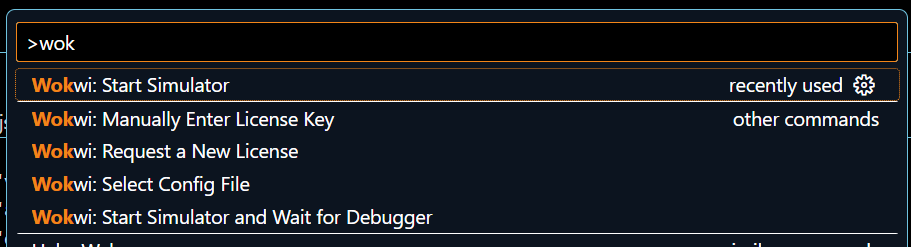 >wok
Wokwi: Start Simulator recently used
Wokwi: Manually Enter License Key other commands
Wokwi: Request a New License
Wokwi: Select Config File
Wokwi: Start Simulator and Wait for Debugger